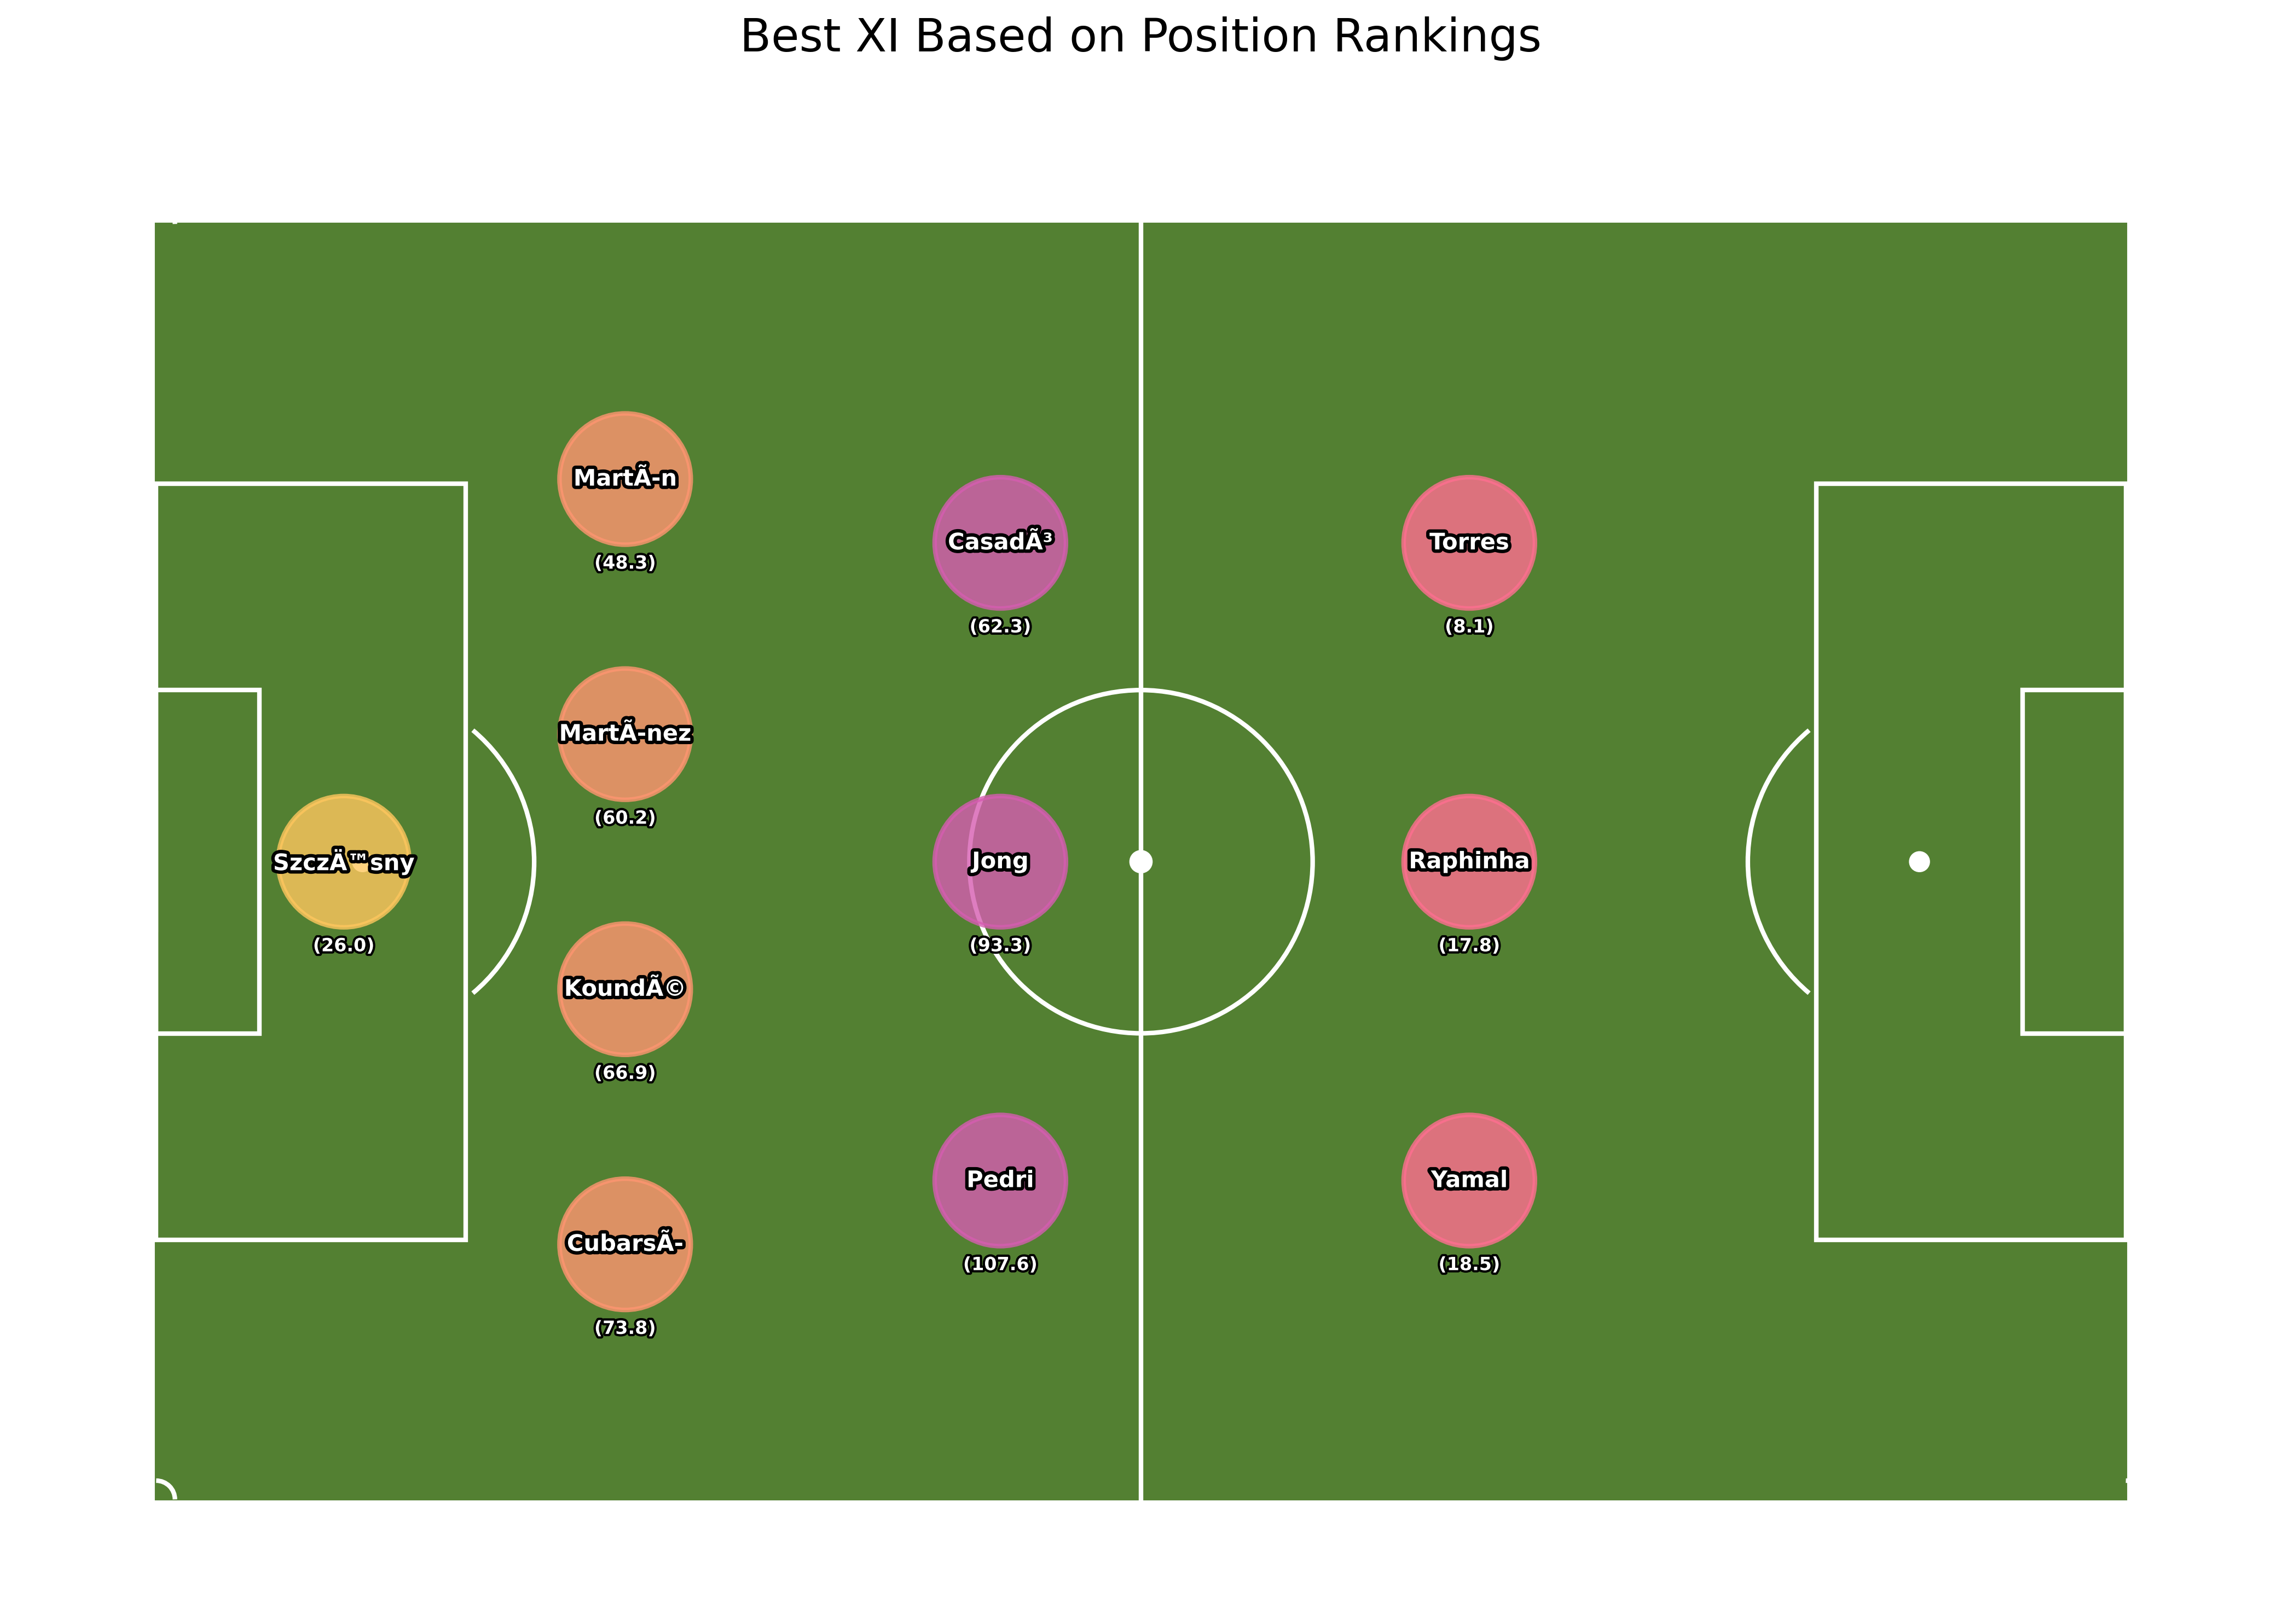 Best XI Based on Position Rankings
MartÃ-n
(48.3)
MartÃ-nez
(60.2)
KoundÃ©
(66.9)
CubarsÃ-
(73.8)
SzczÄ™sny
(26.0)
CasadÃ³
(62.3)
Jong
(93.3)
Pedri
(107.6)
Torres
(8.1)
Raphinha
(17.8)
Yamal
(18.5)